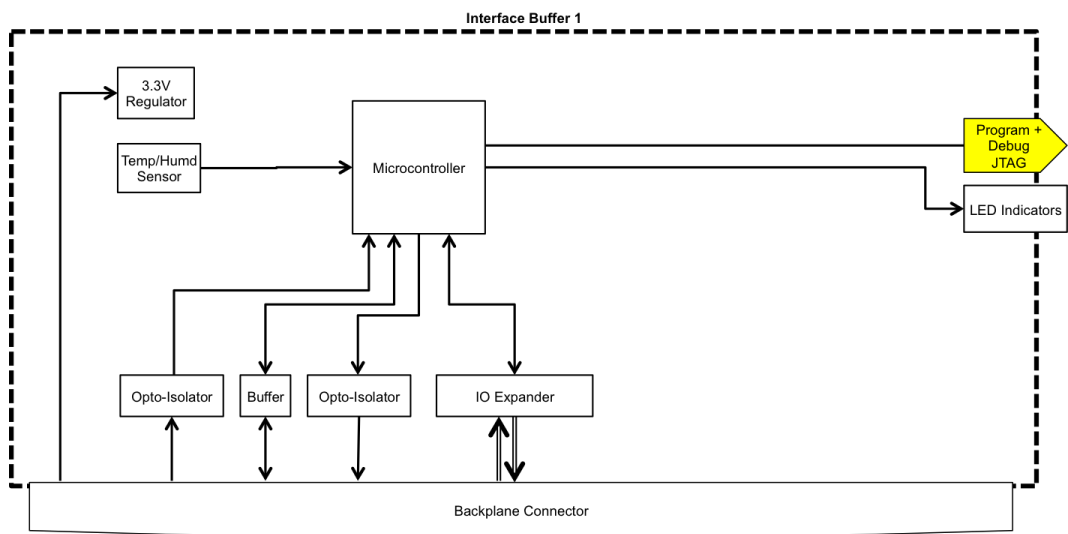 Interface Buffer 1
3.3V
Regulator
Temp/Humd
Sensor
Microcontroller
Program +
Debug
JTAG
LED Indicators
Opto-Isolator
Buffer
Opto-Isolator
IO Expander
Backplane Connector